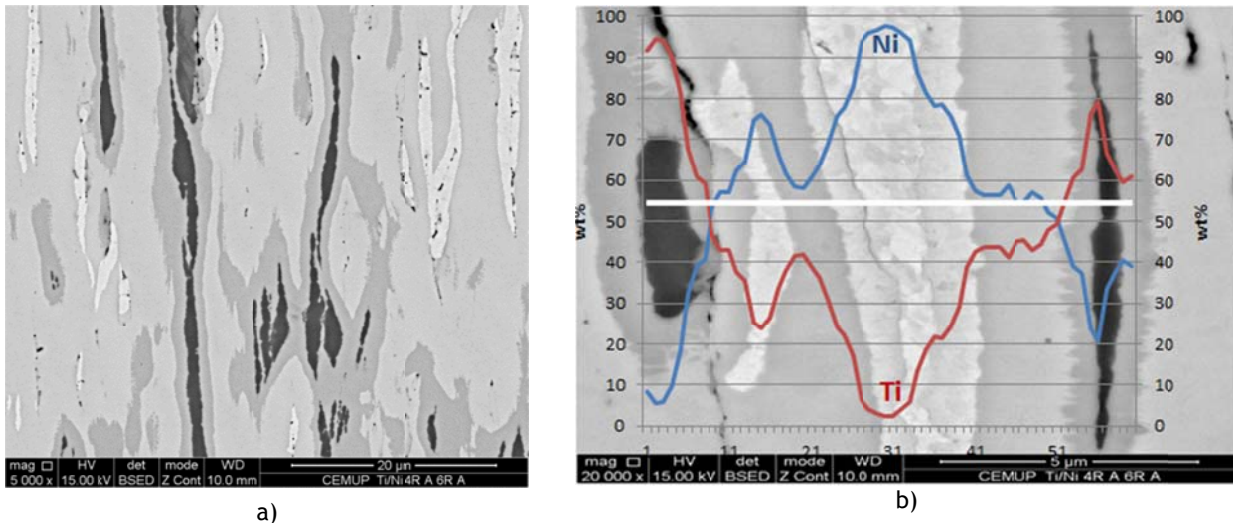 mag HV det mode WD 20 µm
5 000 x 15.00 kV BSED Z Cont 10.0 mm CEMUP Ti/Ni 4R A 6R A
a)
100 100
90 90
80 80
70 70
60 60
50 50
40 40
30 30
20 20
10 10
0 0
wt% wt%
Ni
Ti
1 11 21 31 41 51
mag HV det mode WD 5 µm
20 000 x 15.00 kV BSED Z Cont 10.0 mm CEMUP Ti/Ni 4R A 6R A
b)